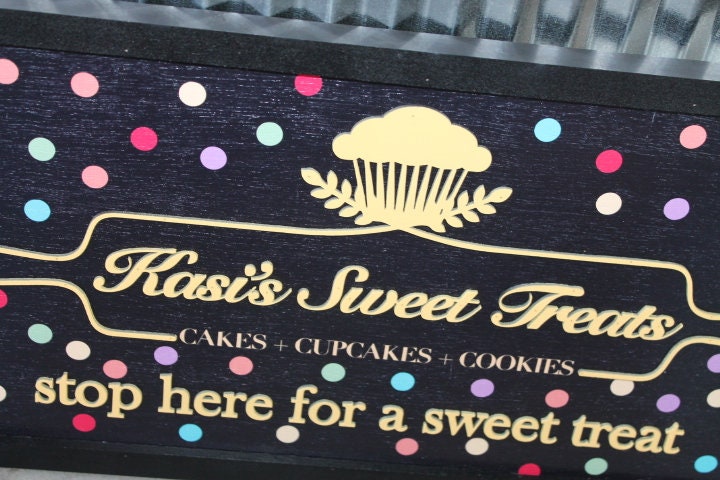 Kasi's Sweet Treats
CAKES + CUPCAKES + COOKIES
stop here for a sweet treat